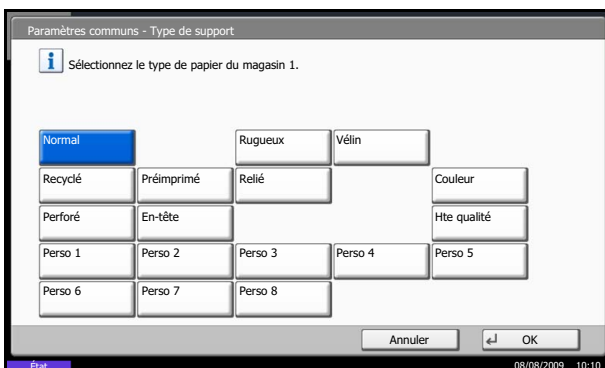 Paramètres communs - Type de support
Sélectionnez le type de papier du magasin 1.
Normal Rugueux Vélin
Recyclé Préimprimé Relié Couleur
Perforé En-tête Hte qualité
Perso 1 Perso 2 Perso 3 Perso 4 Perso 5
Perso 6 Perso 7 Perso 8
Annuler OK
État 08/08/2009 10:10